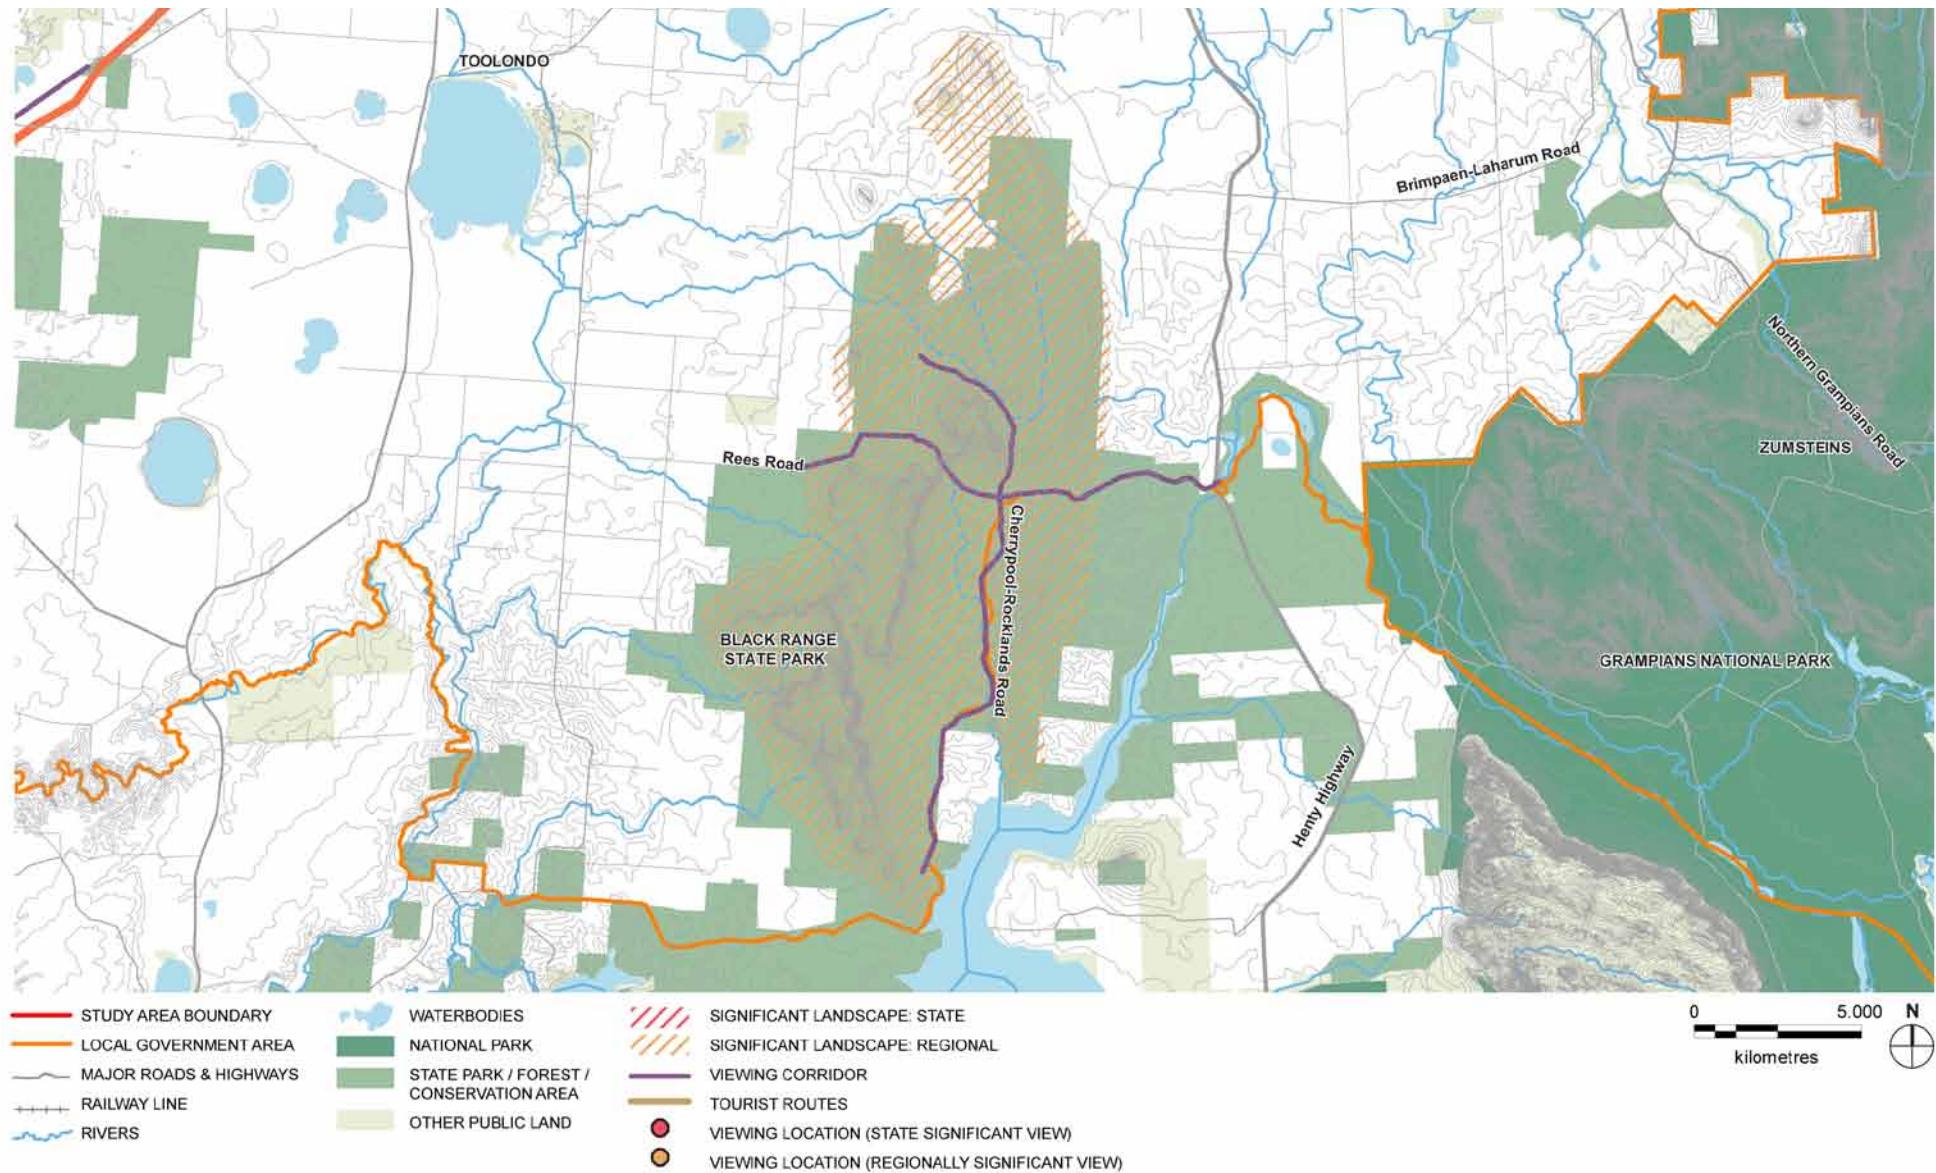 TOOLONDO
Brimpaen-Laharum Road
Northern Grampians Road
ZUMSTEINS
Rees Road
Cherrypool-Rocklands Road
BLACK RANGE
STATE PARK
GRAMPIANS NATIONAL PARK
Henty Highway
STUDY AREA BOUNDARY
LOCAL GOVERNMENT AREA
MAJOR ROADS & HIGHWAYS
RAILWAY LINE
RIVERS
WATERBODIES
NATIONAL PARK
STATE PARK / FOREST /
CONSERVATION AREA
OTHER PUBLIC LAND
SIGNIFICANT LANDSCAPE: STATE
SIGNIFICANT LANDSCAPE: REGIONAL
VIEWING CORRIDOR
TOURIST ROUTES
VIEWING LOCATION (STATE SIGNIFICANT VIEW)
VIEWING LOCATION (REGIONALLY SIGNIFICANT VIEW)
0 5.000 N
kilometres